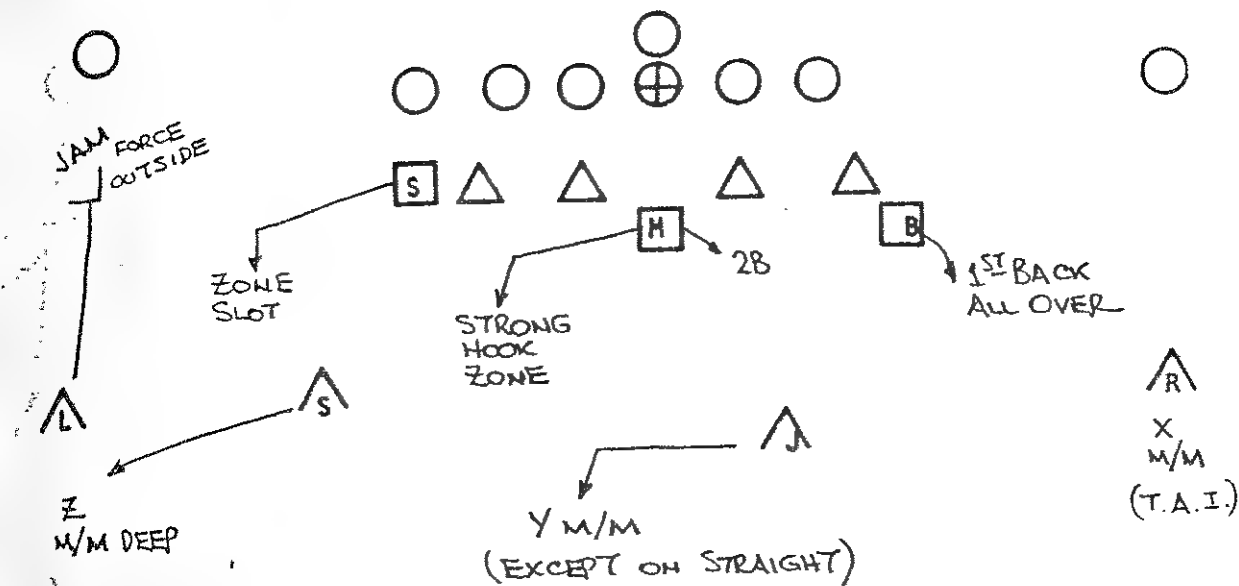 JAM FORCE
OUTSIDE
S
M
B
ZONE
SLOT
28
1ST BACK
ALL OVER
STRONG
HOOK
ZONE
L
S
J
R
X
M/M
(T.A.I.)
Z
M/M DEEP
Y M/M
(EXCEPT ON STRAIGHT)